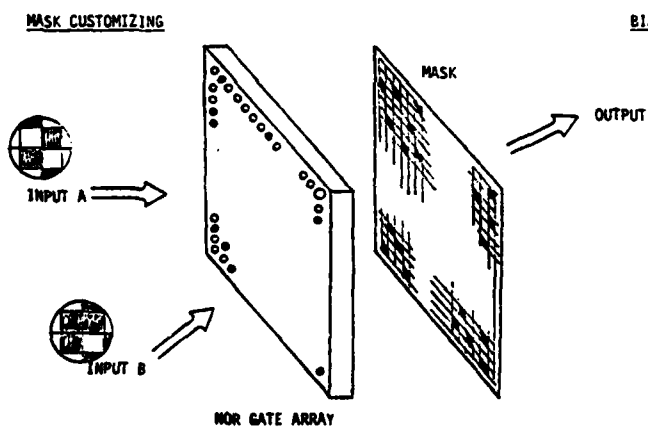 MASK CUSTOMIZING
MASK
OUTPUT
INPUT A
INPUT B
NOR GATE ARRAY